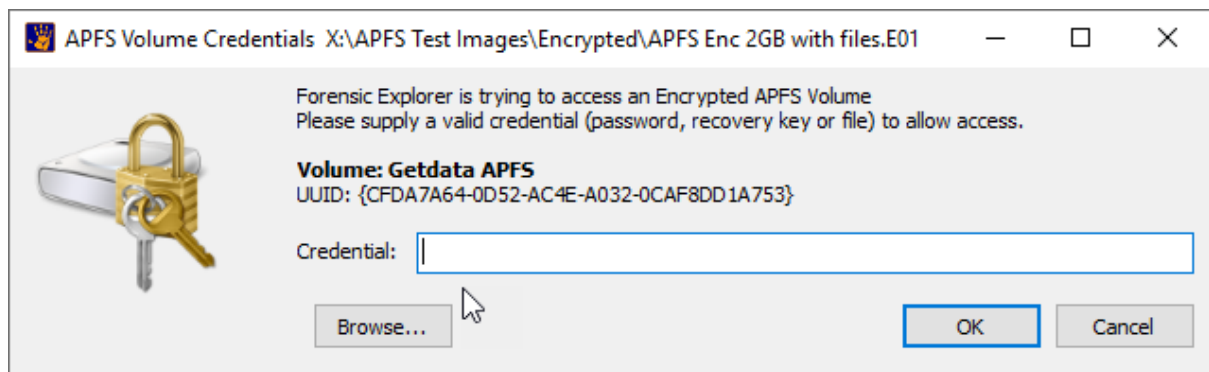 APFS Volume Credentials X:\APFS Test Images\Encrypted\APFS Enc 2GB with files.E01
Forensic Explorer is trying to access an Encrypted APFS Volume
Please supply a valid credential (password, recovery key or file) to allow access.
Volume: Getdata APFS
UUID: {CFDA7A64-0D52-AC4E-A032-0CAF8DD1A753}
Credential:
Browse... OK Cancel